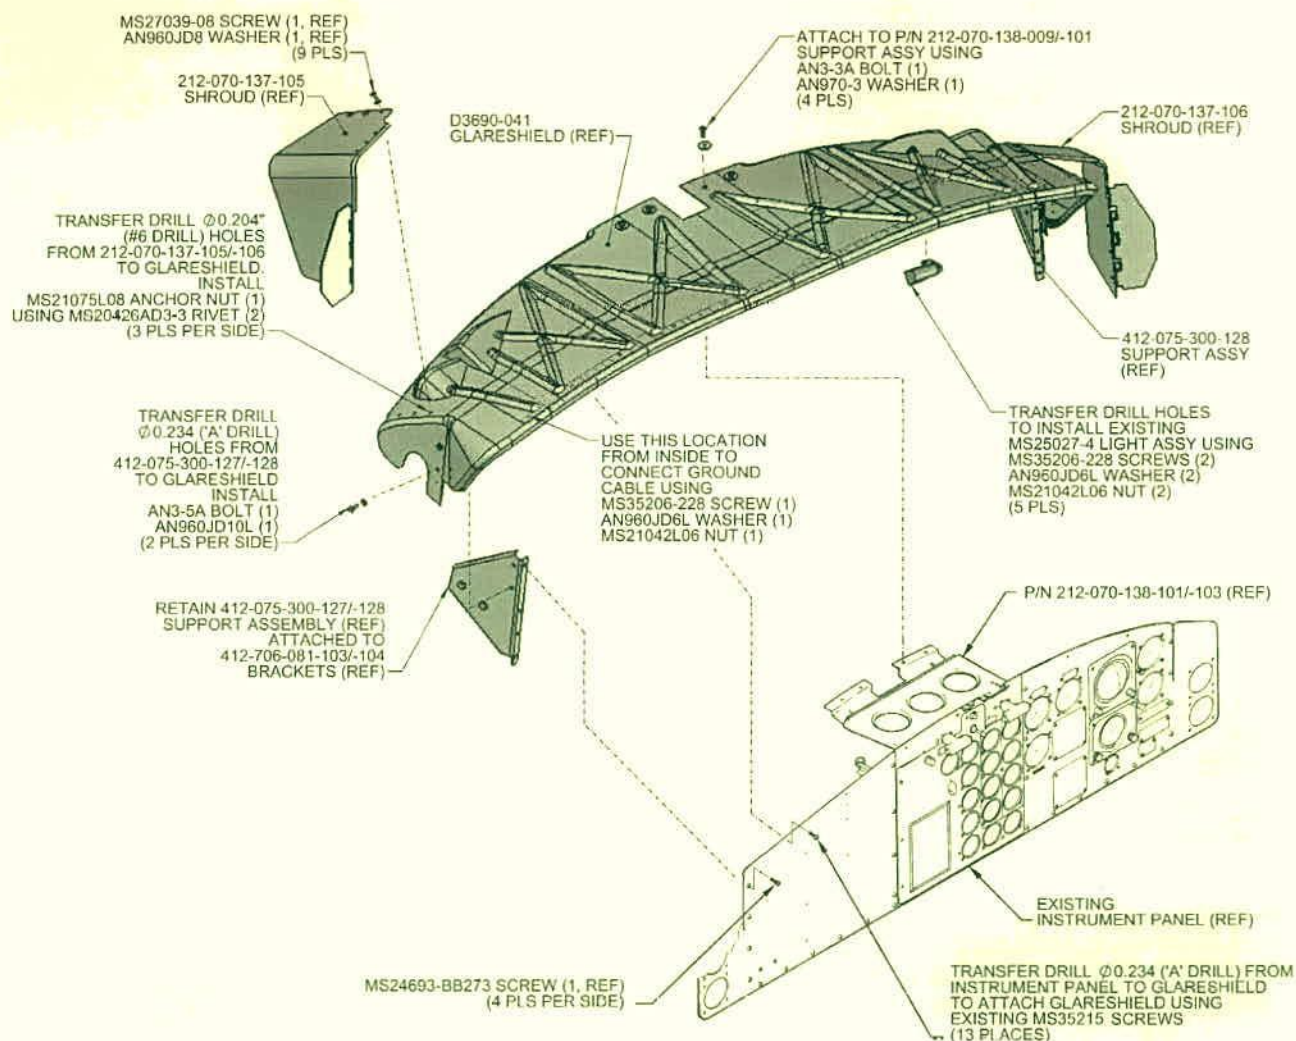 MS27039-08 SCREW (1, REF)
AN960JD8 WASHER (1, REF)
(9 PLS)
212-070-137-105
SHROUD (REF)
D3690-041
GLARESHIELD (REF)
ATTACH TO P/N 212-070-138-009/-101
SUPPORT ASSY USING
AN3-3A BOLT (1)
AN970-3 WASHER (1)
(4 PLS)
212-070-137-106
SHROUD (REF)
TRANSFER DRILL Ø0.204"
(#6 DRILL) HOLES
FROM 212-070-137-105/-106
TO GLARESHIELD.
INSTALL
MS21075L08 ANCHOR NUT (1)
USING MS20426AD3-3 RIVET (2)
(3 PLS PER SIDE)
412-075-300-128
SUPPORT ASSY
(REF)
TRANSFER DRILL
Ø0.234 ('A' DRILL)
HOLES FROM
412-075-300-127/-128
TO GLARESHIELD
INSTALL
AN3-5A BOLT (1)
AN960JD10L (1)
(2 PLS PER SIDE)
USE THIS LOCATION
FROM INSIDE TO
CONNECT GROUND
CABLE USING
MS35206-228 SCREW (1)
AN960JD6L WASHER (1)
MS21042L06 NUT (1)
TRANSFER DRILL HOLES
TO INSTALL EXISTING
MS25027-4 LIGHT ASSY USING
MS35206-228 SCREWS (2)
AN960JD6L WASHER (2)
MS21042L06 NUT (2)
(5 PLS)
RETAIN 412-075-300-127/-128
SUPPORT ASSEMBLY (REF)
ATTACHED TO
412-706-081-103/-104
BRACKETS (REF)
P/N 212-070-138-101/-103 (REF)
EXISTING
INSTRUMENT PANEL (REF)
MS24693-BB273 SCREW (1, REF)
(4 PLS PER SIDE)
TRANSFER DRILL Ø0.234 ('A' DRILL) FROM
INSTRUMENT PANEL TO GLARESHIELD
TO ATTACH GLARESHIELD USING
EXISTING MS35215 SCREWS
(13 PLACES)